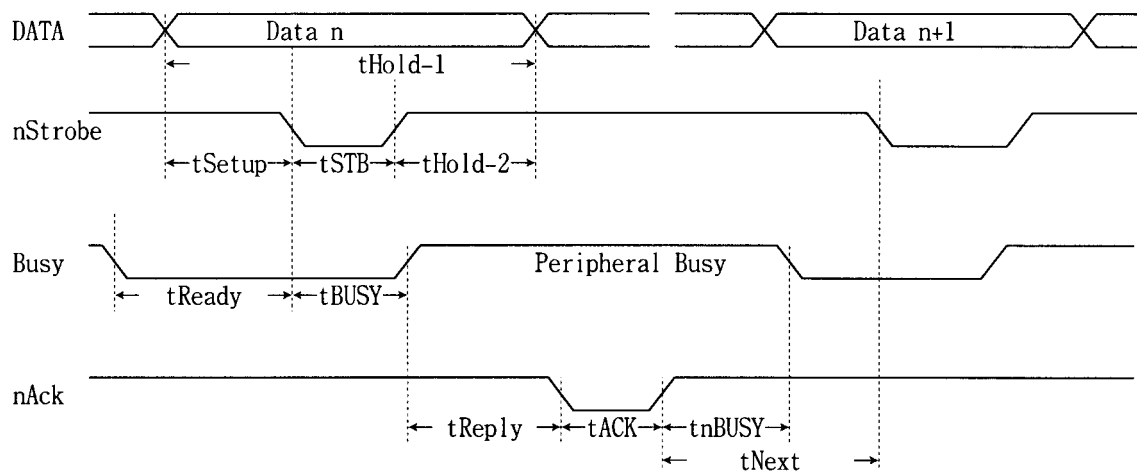 DATA Data n Data n+1
tHold-1
nStrobe
tSetup tSTB tHold-2
Busy Peripheral Busy
tReady tBUSY
nAck
tReply tACK tnBUSY
tNext